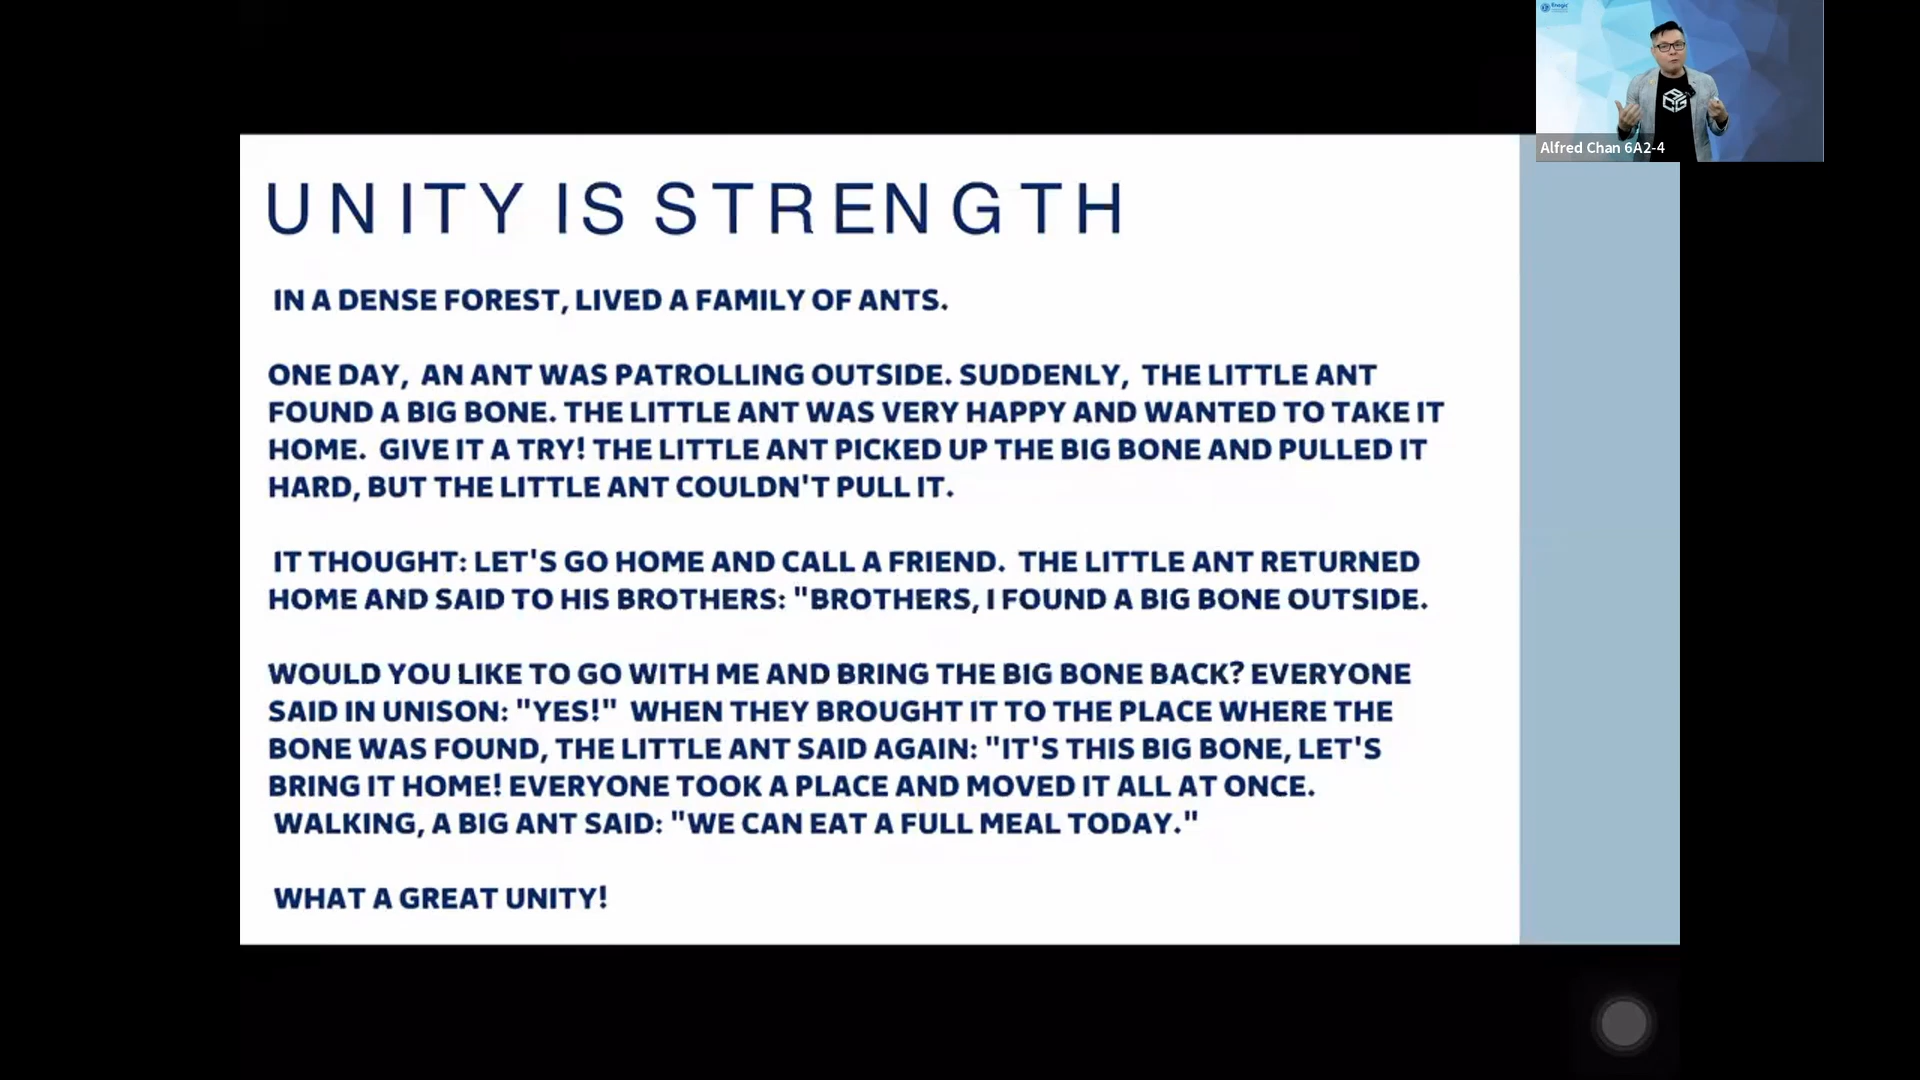 Enagic
Alfred Chan 6A2-4
UNITY IS STRENGTH
IN A DENSE FOREST, LIVED A FAMILY OF ANTS.
ONE DAY, AN ANT WAS PATROLLING OUTSIDE. SUDDENLY, THE LITTLE ANT
FOUND A BIG BONE. THE LITTLE ANT WAS VERY HAPPY AND WANTED TO TAKE IT
HOME. GIVE IT A TRY! THE LITTLE ANT PICKED UP THE BIG BONE AND PULLED IT
HARD, BUT THE LITTLE ANT COULDN'T PULL IT.
IT THOUGHT: LET'S GO HOME AND CALL A FRIEND. THE LITTLE ANT RETURNED
HOME AND SAID TO HIS BROTHERS: "BROTHERS, I FOUND A BIG BONE OUTSIDE.
WOULD YOU LIKE TO GO WITH ME AND BRING THE BIG BONE BACK? EVERYONE
SAID IN UNISON: "YES!" WHEN THEY BROUGHT IT TO THE PLACE WHERE THE
BONE WAS FOUND, THE LITTLE ANT SAID AGAIN: "IT'S THIS BIG BONE, LET'S
BRING IT HOME! EVERYONE TOOK A PLACE AND MOVED IT ALL AT ONCE.
WALKING, A BIG ANT SAID: "WE CAN EAT A FULL MEAL TODAY."
WHAT A GREAT UNITY!